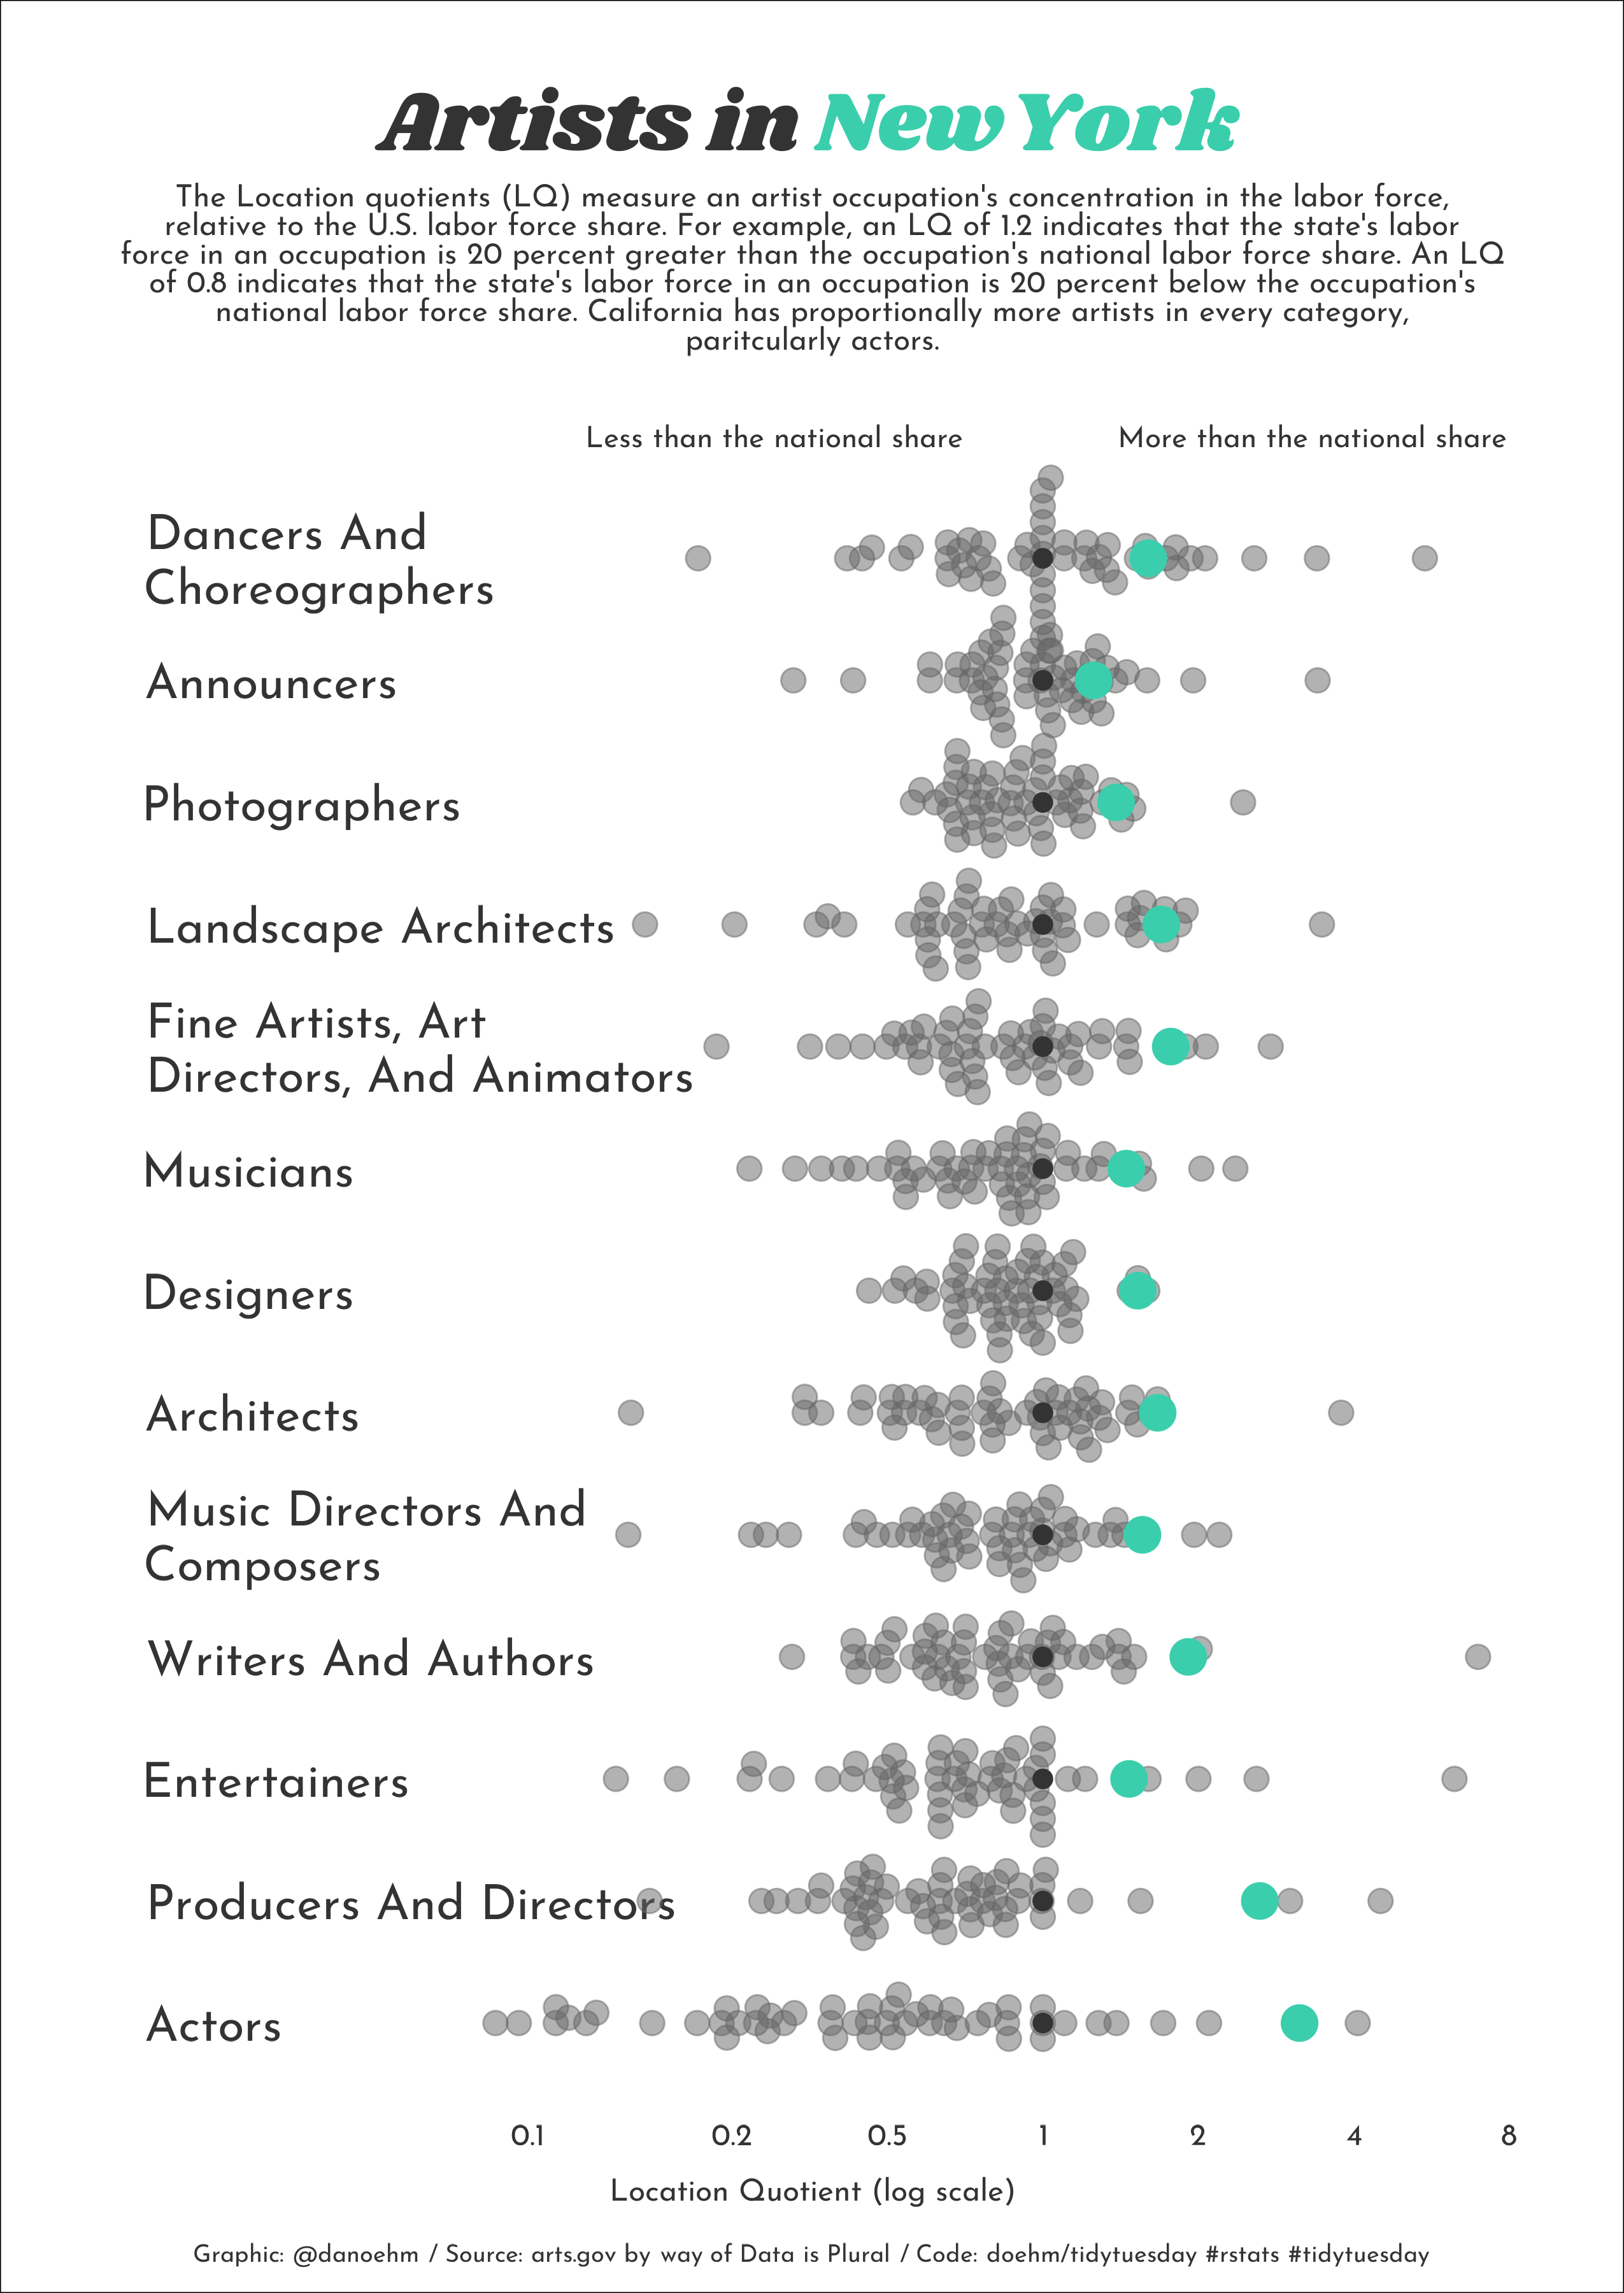 Artists in New York
The Location quotients (LQ) measure an artist occupation's concentration in the labor force,
relative to the U.S. labor force share. For example, an LQ of 1.2 indicates that the state's labor
force in an occupation is 20 percent greater than the occupation's national labor force share. An LQ
of 0.8 indicates that the state's labor force in an occupation is 20 percent below the occupation's
national labor force share. California has proportionally more artists in every category,
paritcularly actors.
Less than the national share
More than the national share
Dancers And
Choreographers
Announcers
Photographers
Landscape Architects
Fine Artists, Art
Directors, And Animators
Musicians
Designers
Architects
Music Directors And
Composers
Writers And Authors
Entertainers
Producers And Directors
Actors
0.1 0.2 0.5 1 2 4 8
Location Quotient (log scale)
Graphic: @danoehm / Source: arts.gov by way of Data is Plural / Code: doehm/tidytuesday #rstats #tidytuesday